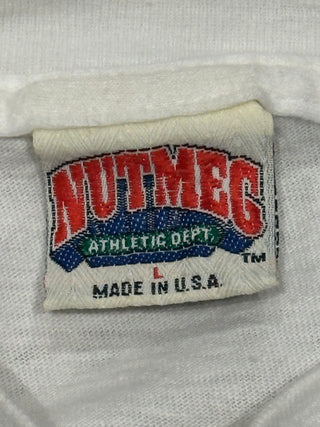 NUTMEG
ATHLETIC DEPT.
TM
L
MADE IN U.S.A.